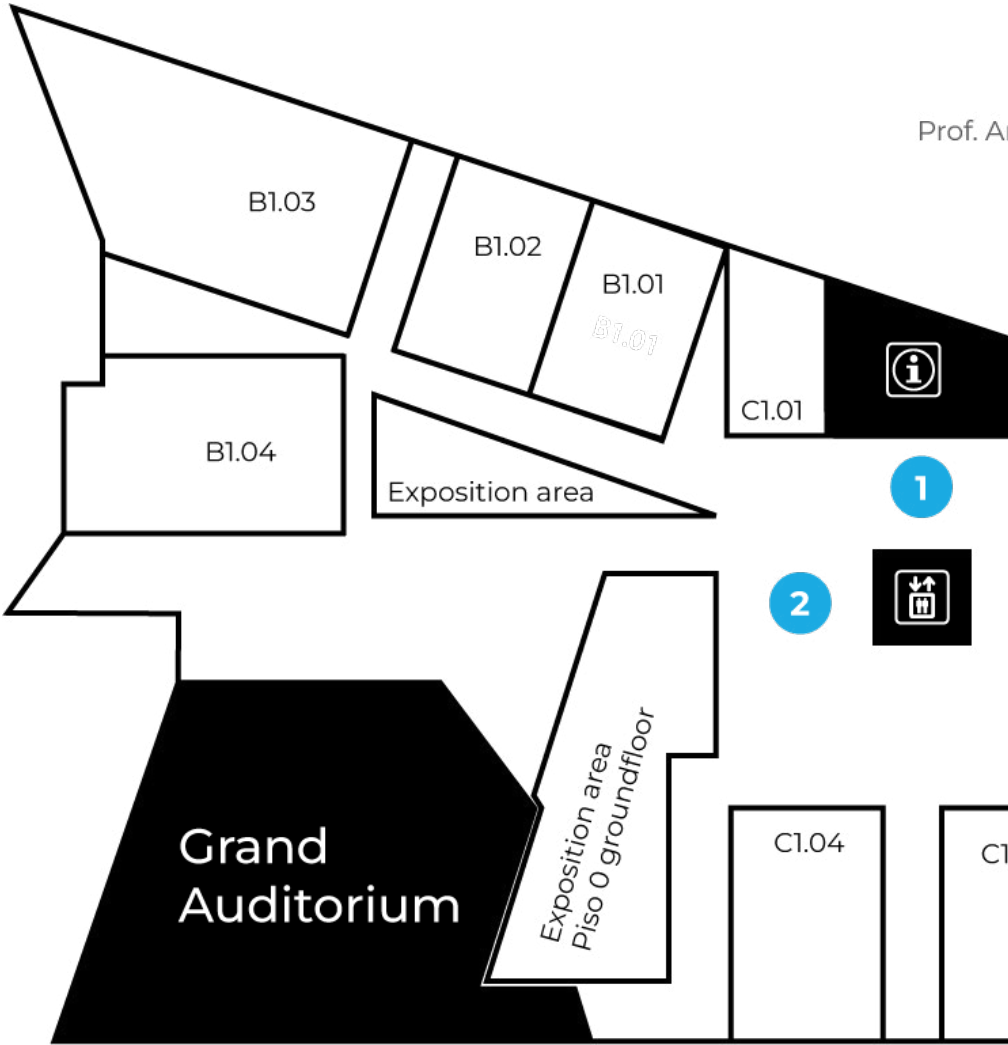 Prof. A
B1.03
B1.02
B1.01
B1.01
C1.01
B1.04
Exposition area
1
2
Exposition area
Piso 0 groundfloor
Grand
Auditorium
C1.04
C1